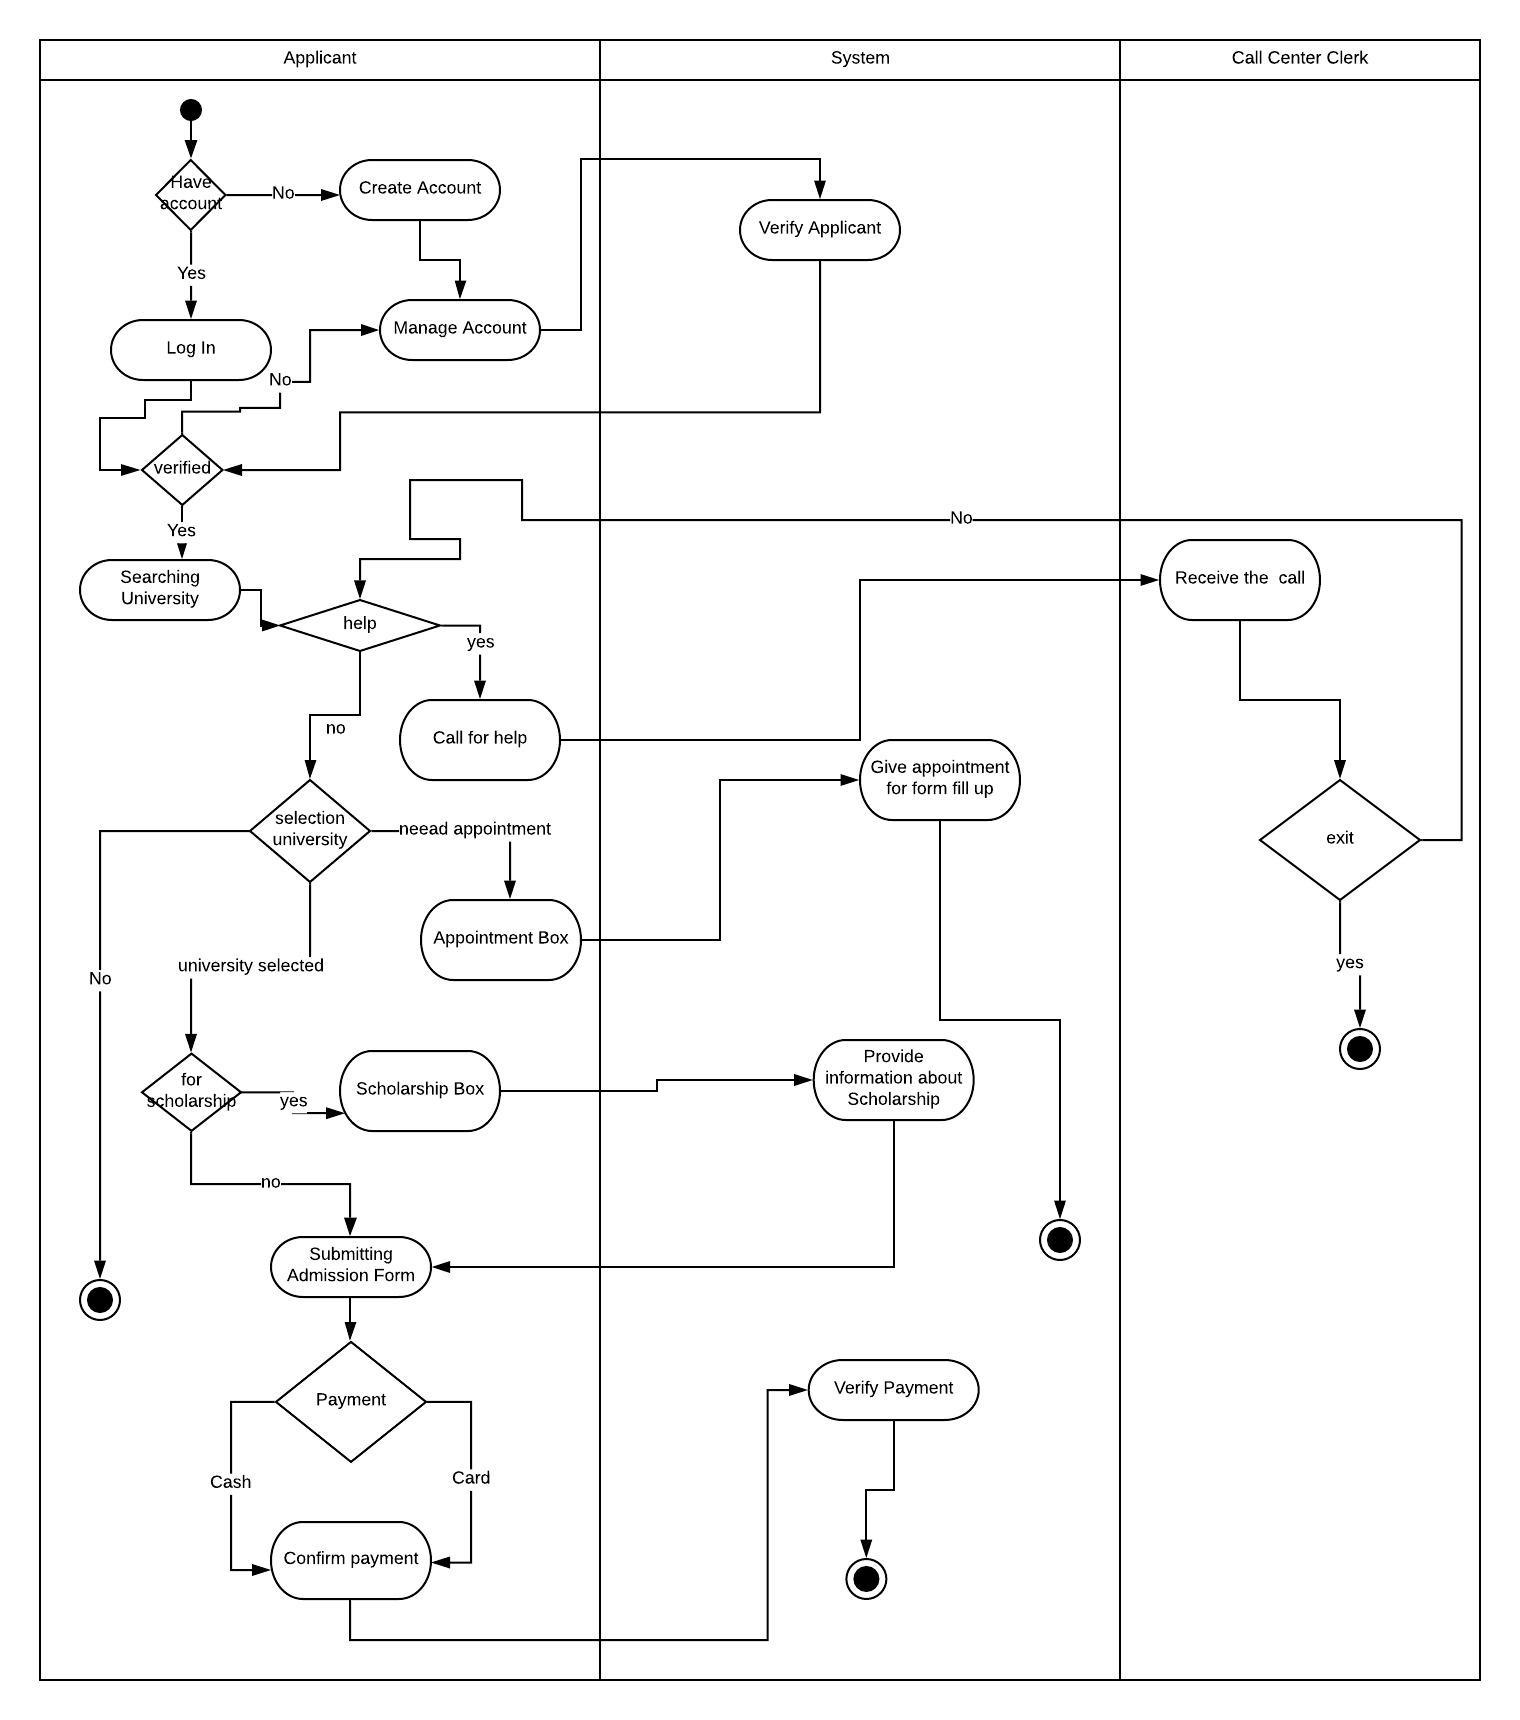 Applicant
System
Call Center Clerk
Have
account
No
Create Account
Verify Applicant
Yes
Log In
Manage Account
No
verified
Yes
No
Searching
University
help
yes
Receive the  call
no
Call for help
Give appointment
for form fill up
selection
university
neead appointment
exit
Appointment Box
university selected
No
yes
for
scholarship
yes
Scholarship Box
Provide
information about
Scholarship
no
Submitting
Admission Form
Payment
Verify Payment
Cash
Card
Confirm payment